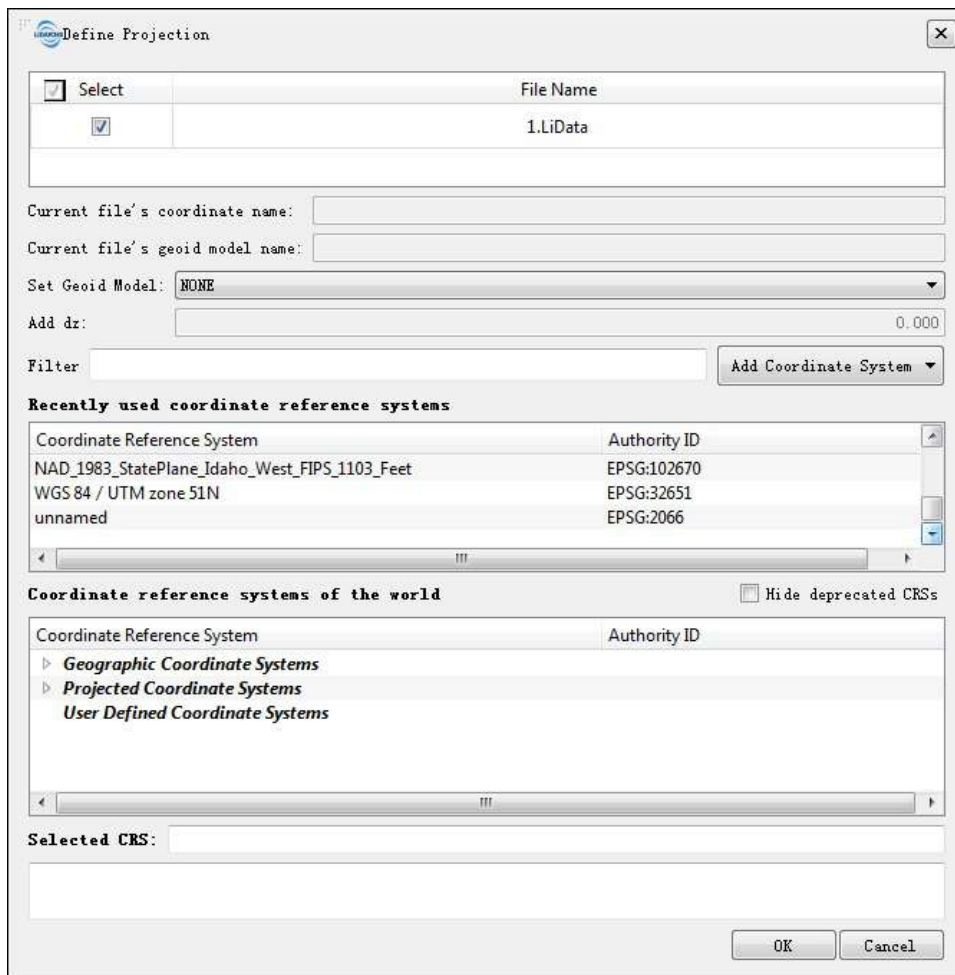 Define Projection
Select File Name
1.LiData
Current file's coordinate name:
Current file's geoid model name:
Set Geoid Model: NONE
Add dz: 0.000
Filter Add Coordinate System
Recently used coordinate reference systems
Coordinate Reference System Authority ID
NAD_1983_StatePlane_Idaho_West_FIPS_1103_Feet EPSG:102670
WGS 84 / UTM zone 51N EPSG:32651
unnamed EPSG:2066
Coordinate reference systems of the world Hide deprecated CRSs
Coordinate Reference System Authority ID
Geographic Coordinate Systems
Projected Coordinate Systems
User Defined Coordinate Systems
Selected CRS:
OK Cancel